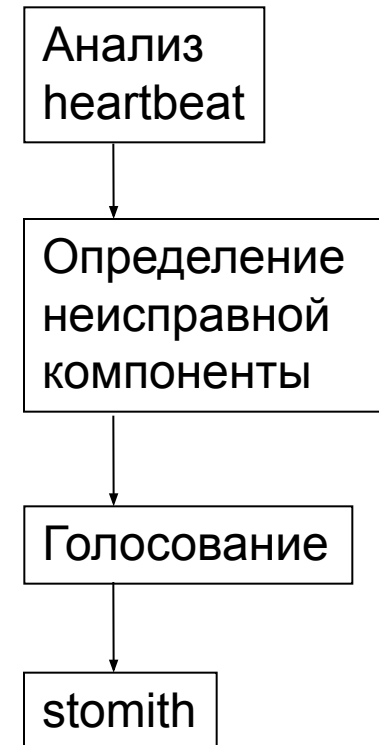 Анализ
heartbeat
Определение
неисправной
компоненты
Голосование
stomith